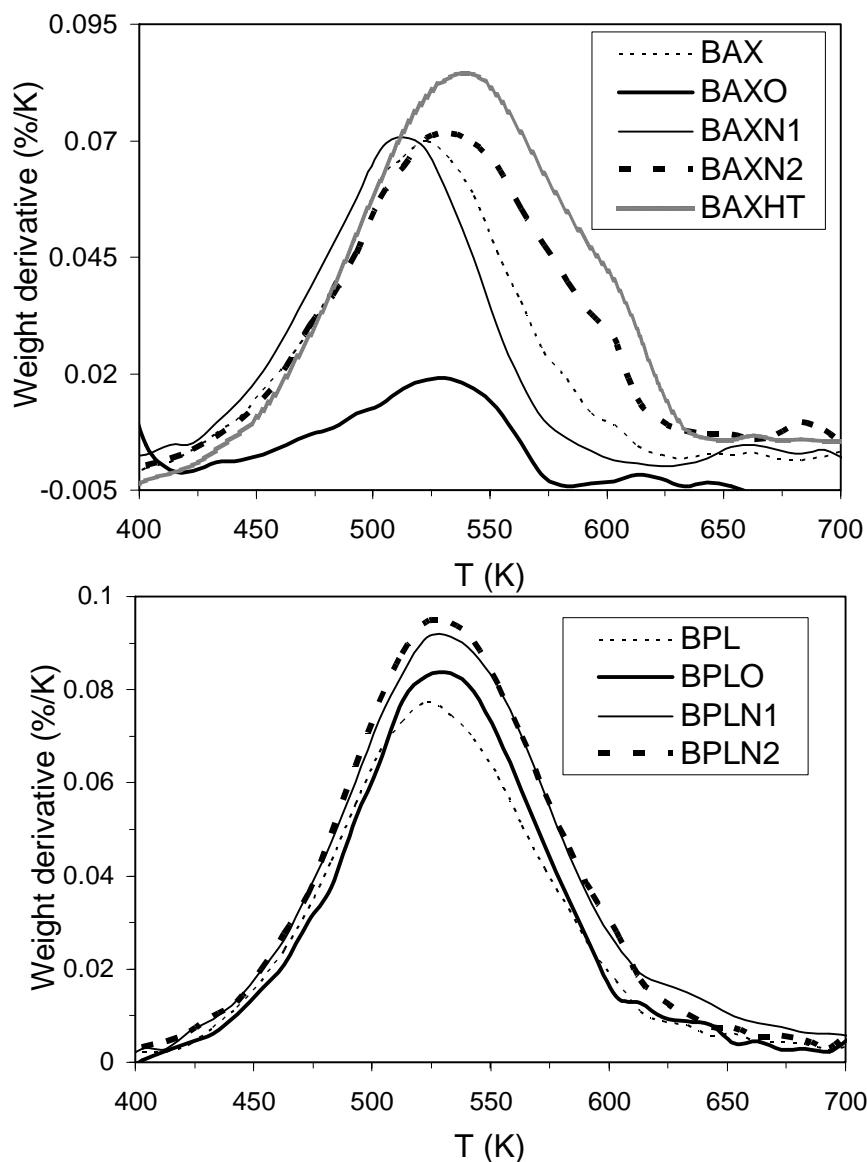 0.095
0.07
0.045
0.02
-0.005
Weight derivative (%/K)
BAX
BAXO
BAXN1
BAXN2
BAXHT
400 450 500 550 600 650 700
T (K)
0.1
0.08
0.06
0.04
0.02
0
Weight derivative (%/K)
BPL
BPLO
BPLN1
BPLN2
400 450 500 550 600 650 700
T (K)